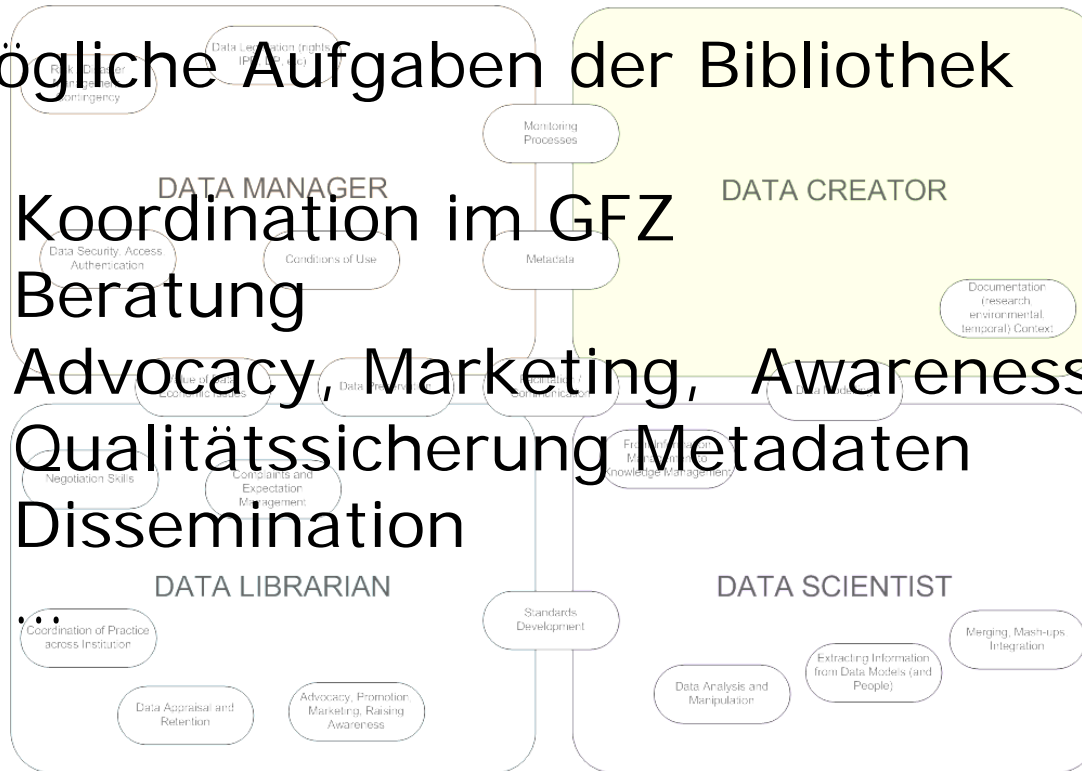 ögliche Aufgaben der Bibliothek
Koordination im GFZ
Beratung
Advocacy, Marketing, Awareness
Qualitätssicherung Metadaten
Dissemination
...
Contingency
Monitoring
Processes
DATA MANAGER
DATA CREATOR
Data Security, Access,
Authentication
Conditions of Use
Metadata
Documentation
(research,
environmental,
temporal) Context
Negotiation Skills
Complaints and
Expectation
Management
Knowledge Management
DATA LIBRARIAN
DATA SCIENTIST
Coordination of Practice
across Institution
Standards
Development
Merging, Mash-ups
Integration
Extracting Information
from Data Models (and
People)
Data Analysis and
Manipulation
Data Appraisal and
Retention
Advocacy, Promotion,
Marketing, Raising
Awareness